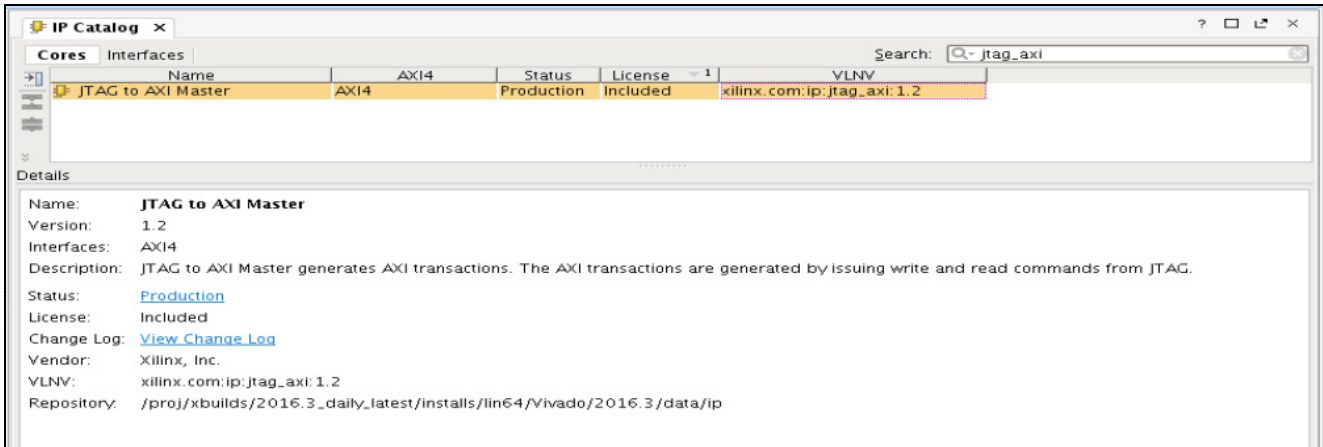 IP Catalog ×
? 
Cores Interfaces Search: jtag_axi
Name AXI4 Status License 1 VLNV
JTAG to AXI Master AXI4 Production Included xilinx.com:ip:jtag_axi:1.2
Details
Name: JTAG to AXI Master
Version: 1.2
Interfaces: AXI4
Description: JTAG to AXI Master generates AXI transactions. The AXI transactions are generated by issuing write and read commands from JTAG.
Status: Production
License: Included
Change Log: View Change Log
Vendor: Xilinx, Inc.
VLNV: xilinx.com:ip:jtag_axi:1.2
Repository: /proj/xbuilds/2016.3_daily_latest/installs/lin64/Vivado/2016.3/data/ip